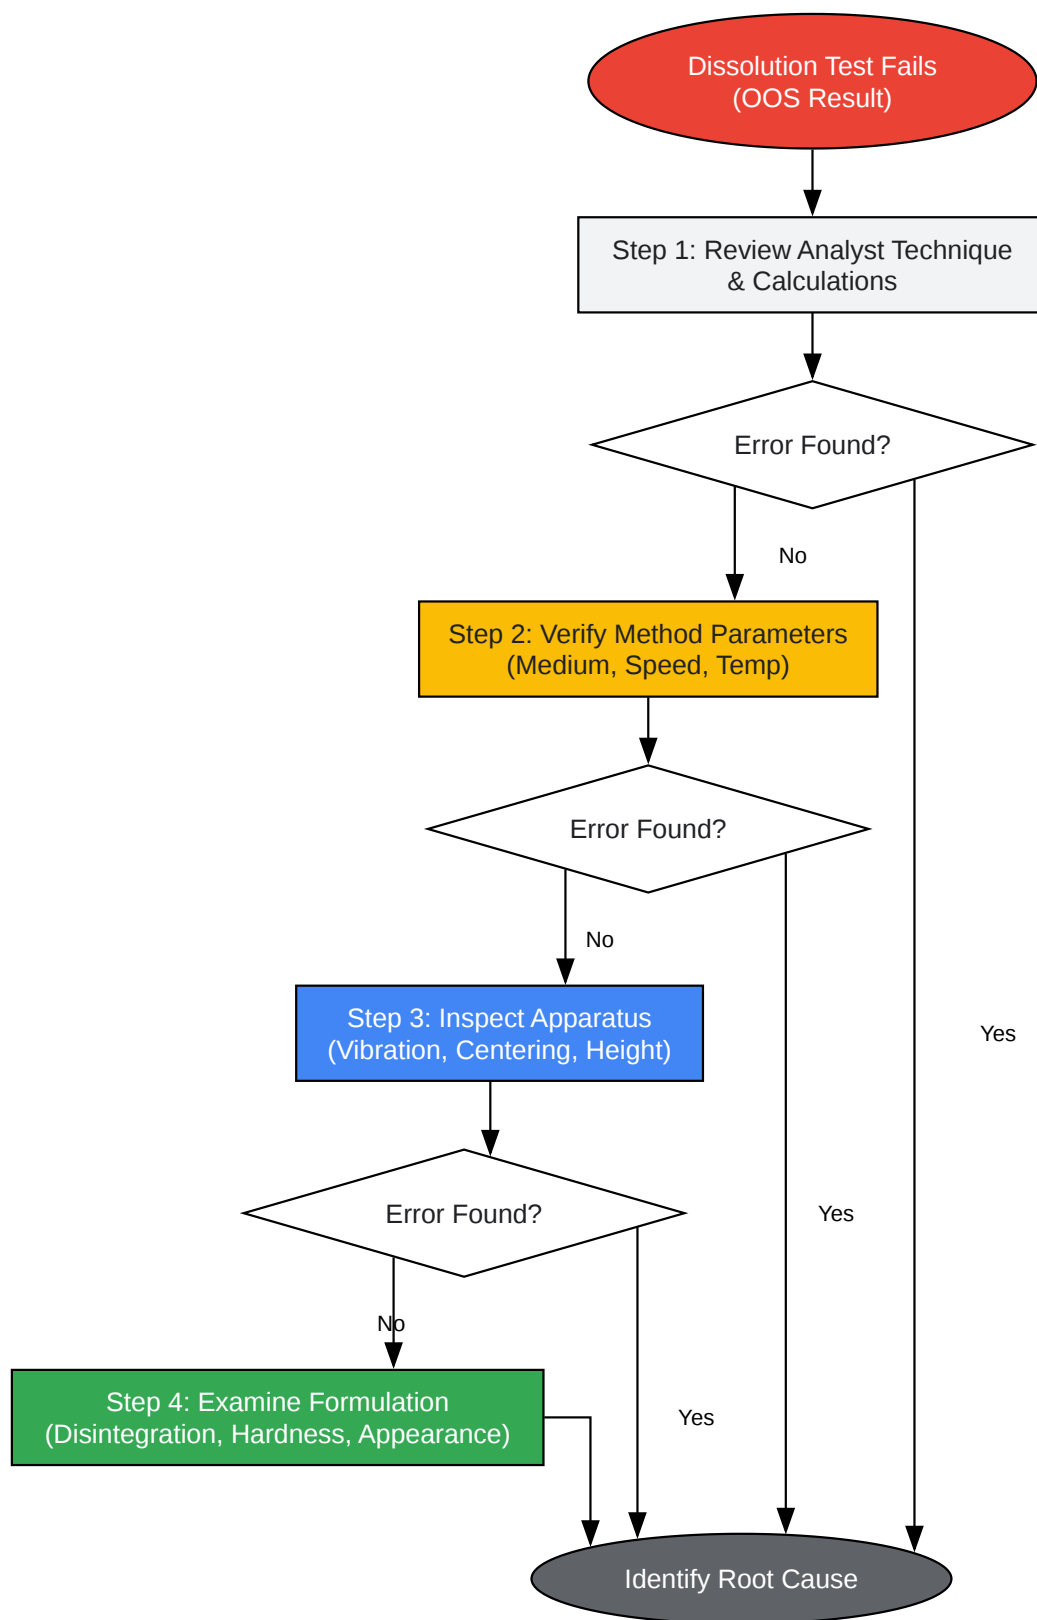 Dissolution Test Fails
(OOS Result)
Step 1: Review Analyst Technique
& Calculations
Error Found?
No
Step 2: Verify Method Parameters
(Medium, Speed, Temp)
Error Found?
No
Step 3: Inspect Apparatus
(Vibration, Centering, Height)
Yes
Error Found?
Yes
No
Step 4: Examine Formulation
(Disintegration, Hardness, Appearance)
Yes
Identify Root Cause